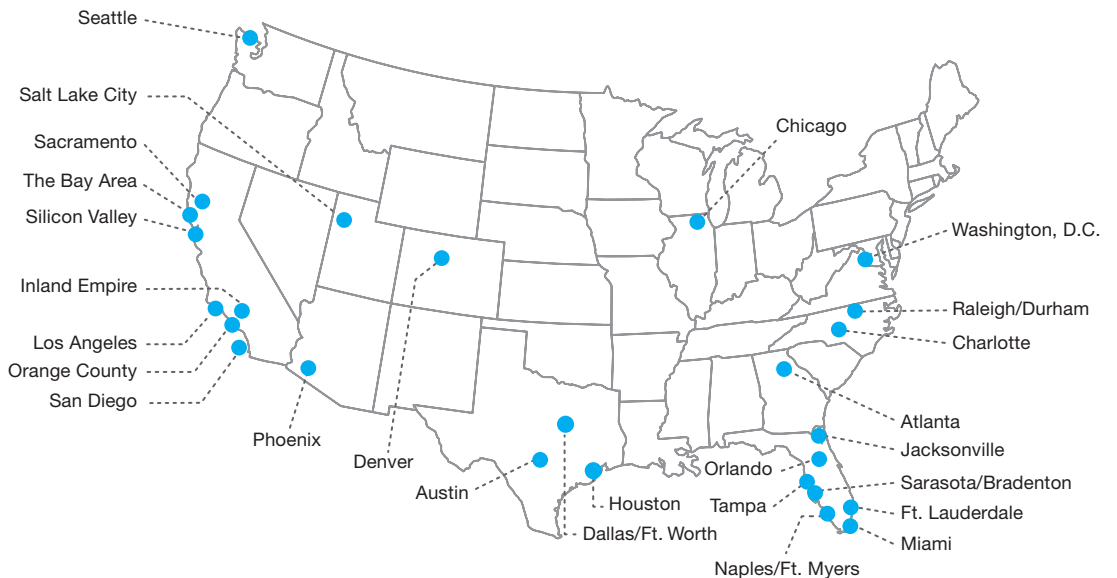 Seattle
Salt Lake City
Sacramento
The Bay Area
Silicon Valley
Inland Empire
Los Angeles
Orange County
San Diego
Phoenix
Denver
Austin
Houston
Dallas/Ft. Worth
Chicago
Washington, D.C.
Raleigh/Durham
Charlotte
Atlanta
Jacksonville
Orlando
Sarasota/Bradenton
Tampa
Ft. Lauderdale
Miami
Naples/Ft. Myers